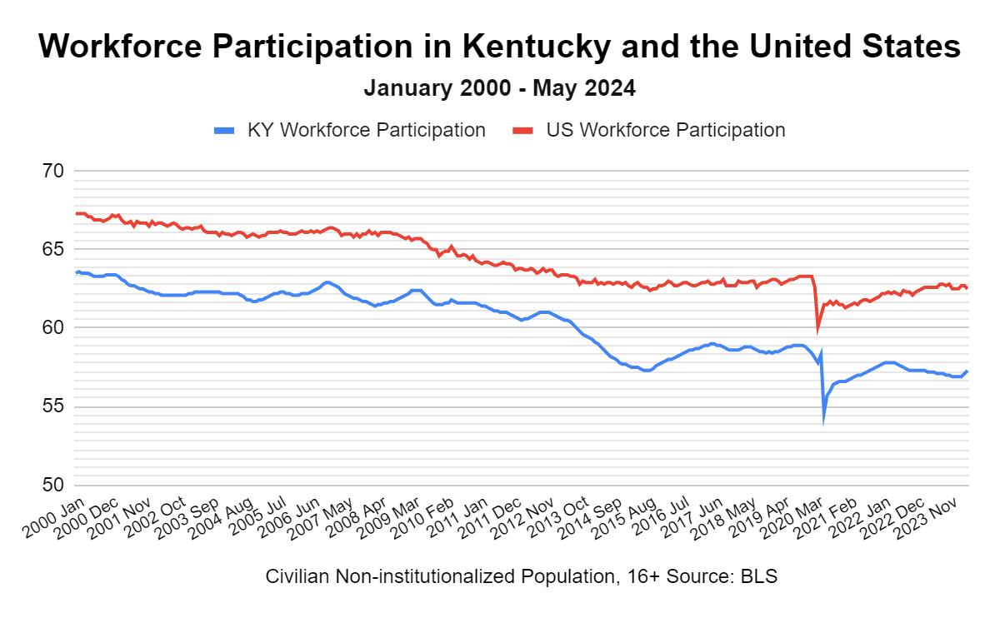 Workforce Participation in Kentucky and the United States
January 2000 - May 2024
KY Workforce Participation
US Workforce Participation
70
65
60
55
50
2000 Jan
2000 Dec
2001 Nov
2002 Oct
2003 Sep
2004 Aug
2005 Jul
2006 Jun
2007 May
2008 Apr
2009 Mar
2010 Feb
2011 Jan
2011 Dec
2012 Nov
2013 Oct
2014 Sep
2015 Aug
2016 Jul
2017 Jun
2018 May
2019 Apr
2020 Mar
2021 Feb
2022 Jan
2022 Dec
2023 Nov
Civilian Non-institutionalized Population, 16+ Source: BLS